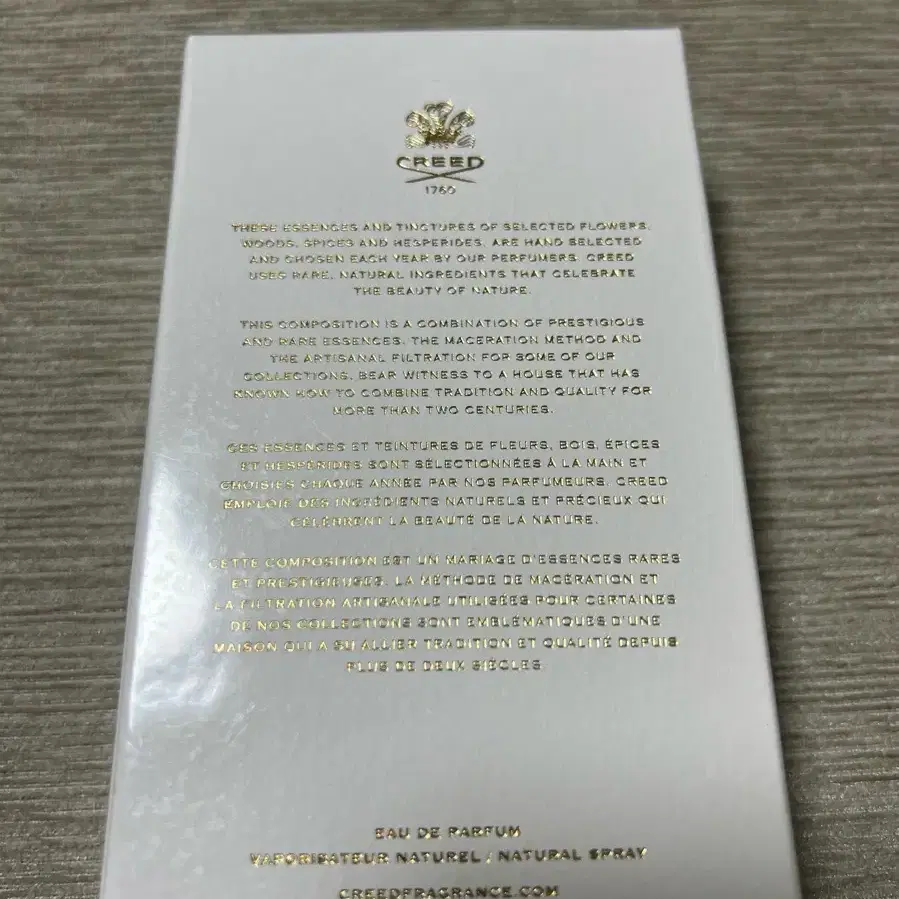 CREED
1760
THESE ESSENCES AND TINCTURES OF SELECTED FLOWERS,
WOODS, SPICES AND HESPERIDES, ARE HAND SELECTED
AND CHOSEN EACH YEAR BY OUR PERFUMERS. CREED
USES RARE, NATURAL INGREDIENTS THAT CELEBRATE
THE BEAUTY OF NATURE.
THIS COMPOSITION IS A COMBINATION OF PRESTIGIOUS
AND RARE ESSENCES. THE MACERATION METHOD AND
THE ARTISANAL FILTRATION FOR SOME OF OUR
COLLECTIONS, BEAR WITNESS TO A HOUSE THAT HAS
KNOWN HOW TO COMBINE TRADITION AND QUALITY FOR
MORE THAN TWO CENTURIES.
CES ESSENCES ET TEINTURES DE FLEURS, BOIS, ÉPICES
ET HESPÉRIDES SONT SÉLECTIONNÉES À LA MAIN ET
CHOISIES CHAQUE ANNÉE PAR NOS PARFUMEURS. CREED
EMPLOIE DES INGRÉDIENTS NATURELS ET PRÉCIEUX QUI
CÉLÈBRENT LA BEAUTÉ DE LA NATURE.
CETTE COMPOSITION EST UN MARIAGE D'ESSENCES RARES
ET PRESTIGIEUSES. LA MÉTHODE DE MACÉRATION ET
LA FILTRATION ARTISANALE UTILISÉES POUR CERTAINES
DE NOS COLLECTIONS SONT EMBLÉMATIQUES D'UNE
MAISON QUI A SU ALLIER TRADITION ET QUALITÉ DEPUIS
PLUS DE DEUX SIÈCLES.
EAU DE PARFUM
VAPORISATEUR NATUREL / NATURAL SPRAY
CREEDFRAGRANCE.COM